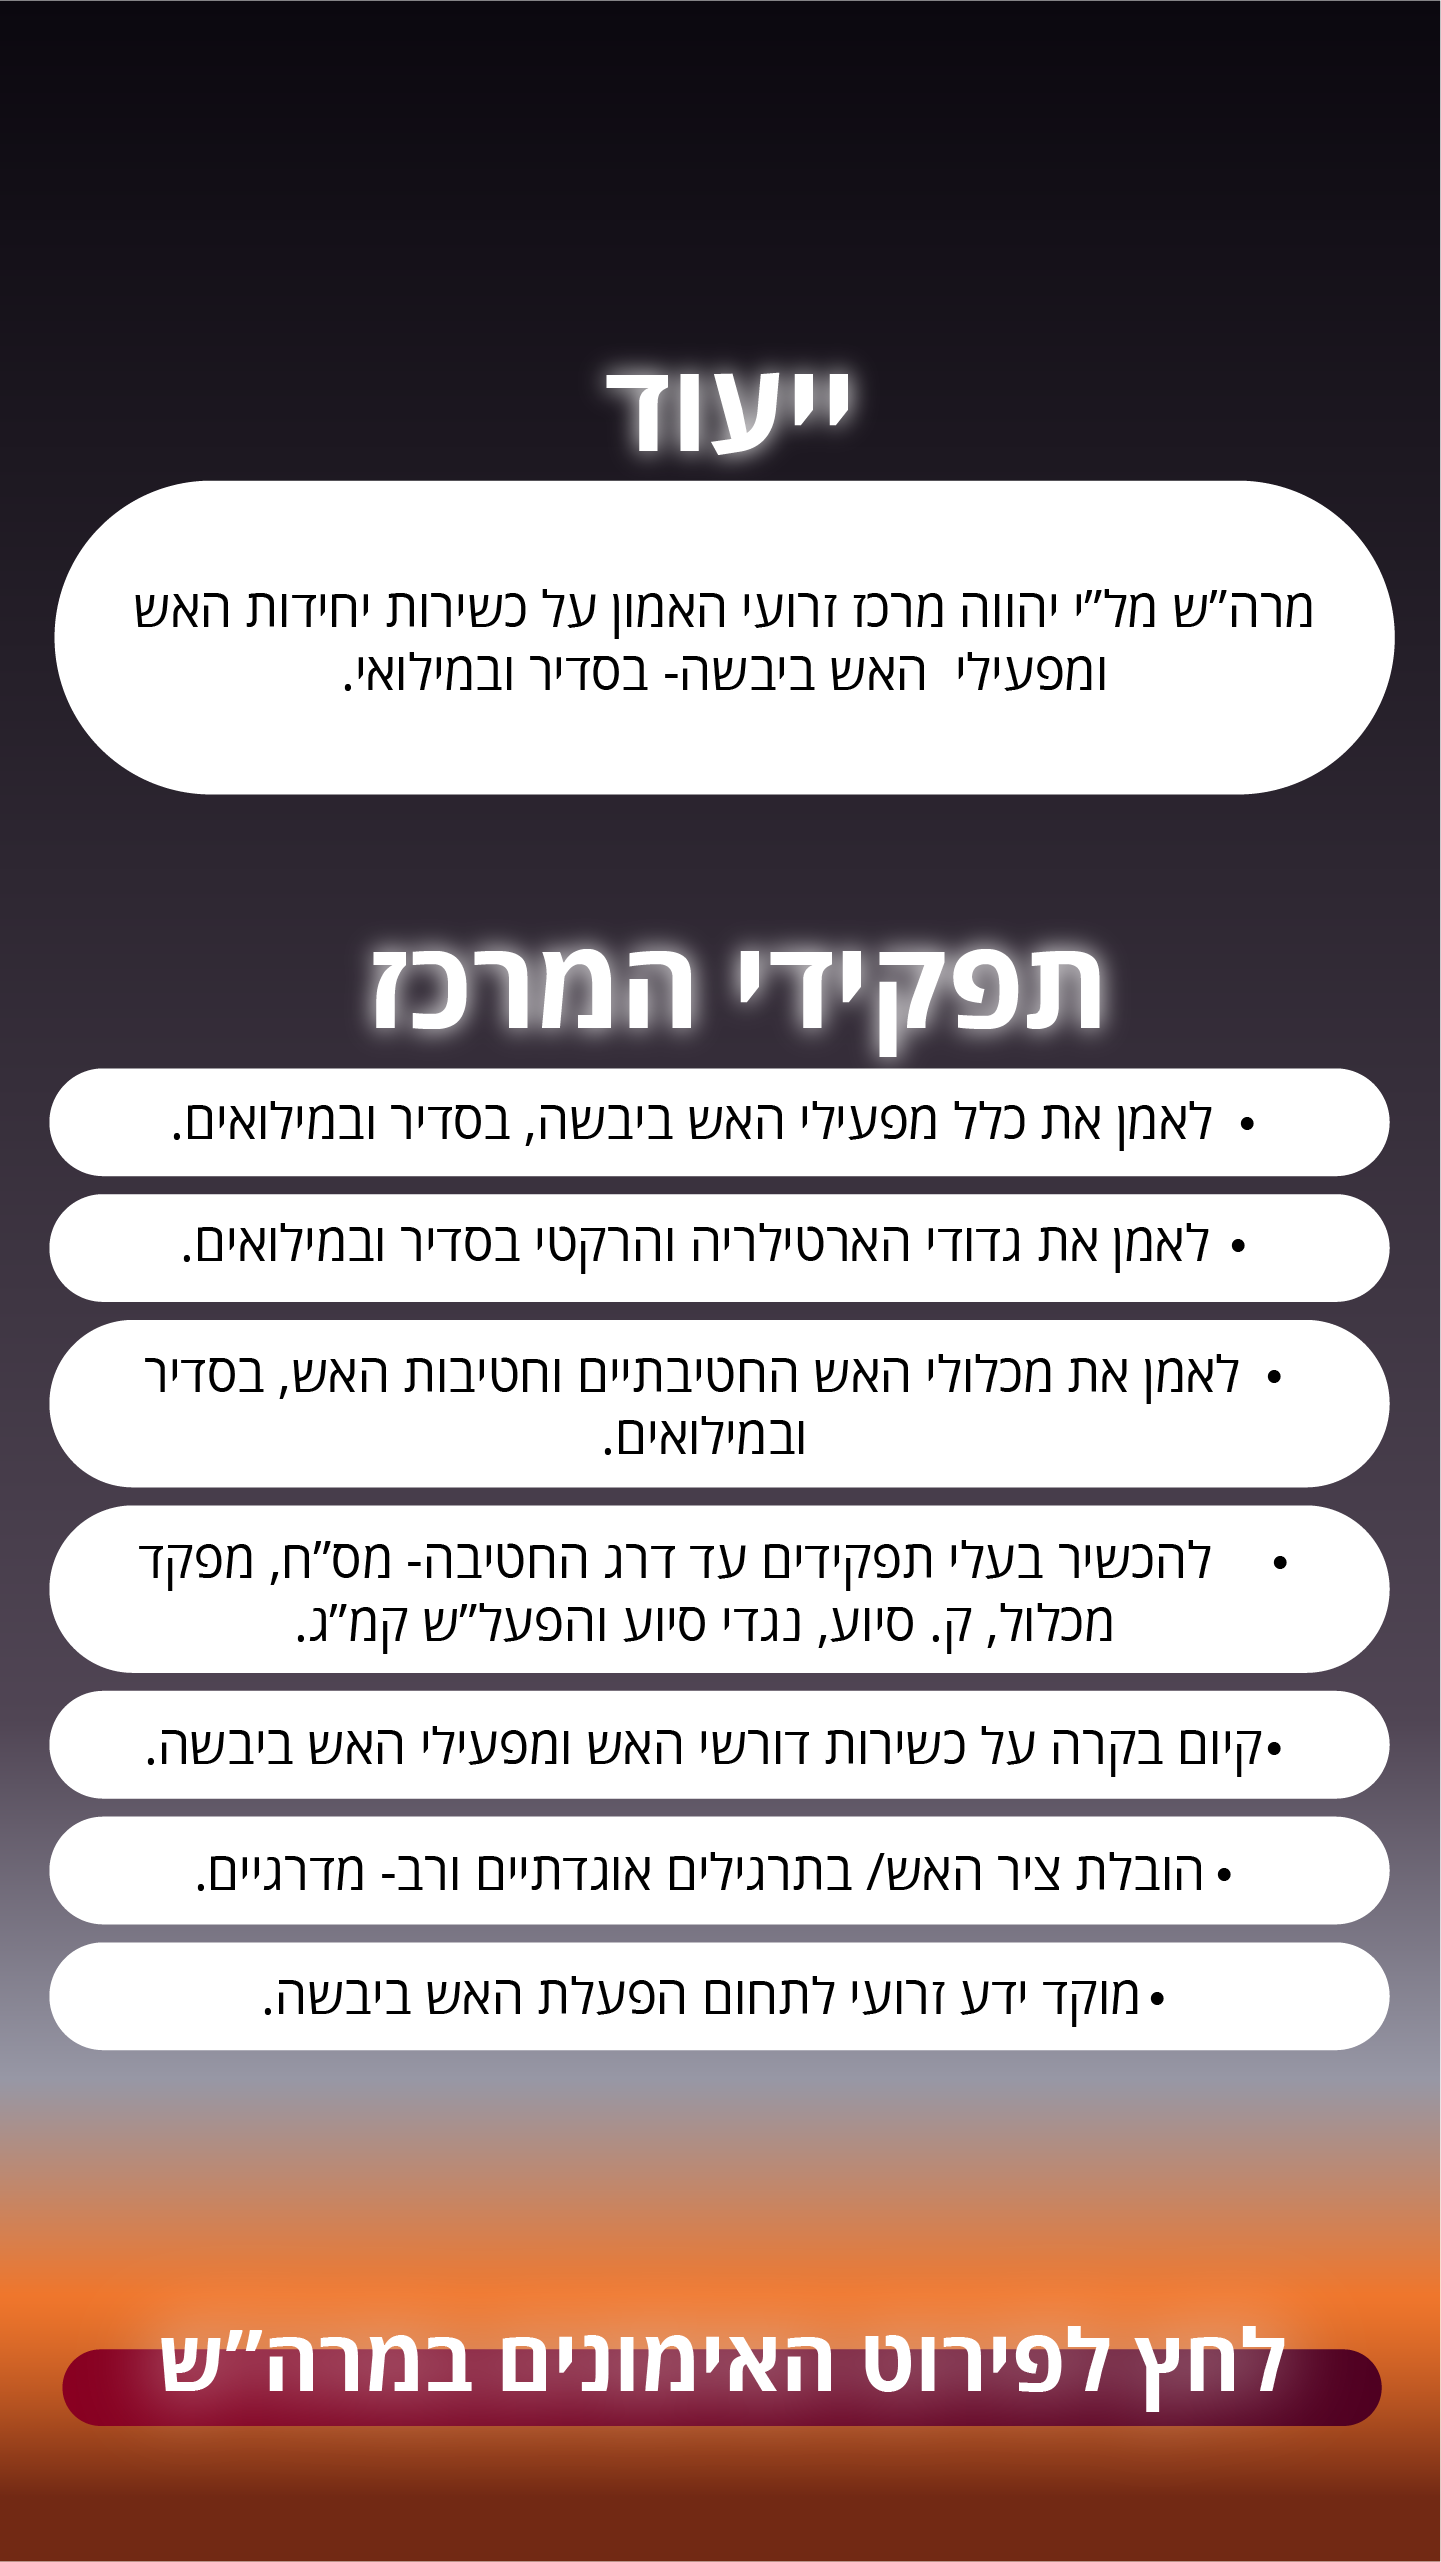 ייעוד
מרה״ש מל״י יהווה מרכז זרועי האמון על כשירות יחידות האש
ומפעילי האש ביבשה- בסדיר ובמילואי.
תפקידי המרכז
• לאמן את כלל מפעילי האש ביבשה, בסדיר ובמילואים.
• לאמן את גדודי הארטילריה והרקטי בסדיר ובמילואים.
• לאמן את מכלולי האש החטיבתיים וחטיבות האש, בסדיר
ובמילואים.
• להכשיר בעלי תפקידים עד דרג החטיבה- מס״ח, מפקד
מכלול, ק. סיוע, נגדי סיוע והפעל״ש קמ״ג.
•קיום בקרה על כשירות דורשי האש ומפעילי האש ביבשה.
• הובלת ציר האש/ בתרגילים אוגדתיים ורב- מדרגיים.
• מוקד ידע זרועי לתחום הפעלת האש ביבשה.
לחץ לפירוט האימונים במרה״ש